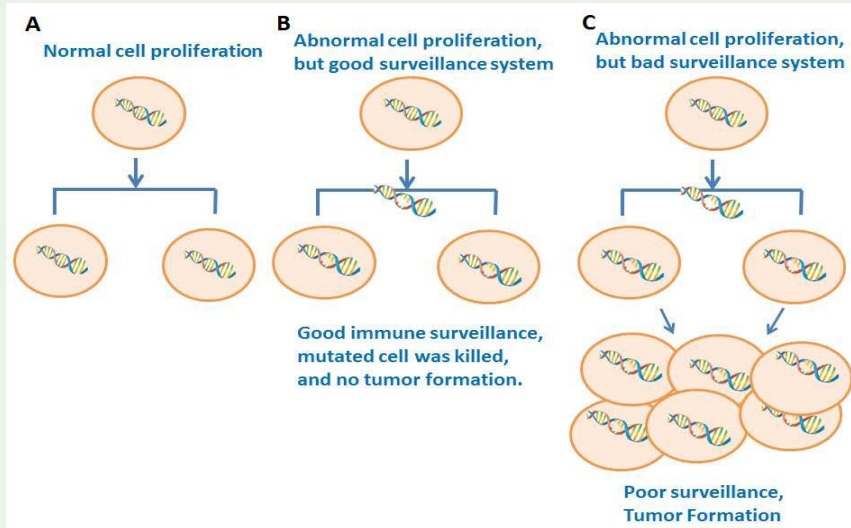 A
Normal cell proliferation
B
Abnormal cell proliferation,
but good surveillance system
Good immune surveillance,
mutated cell was killed,
and no tumor formation.
C
Abnormal cell proliferation,
but bad surveillance system
Poor surveillance,
Tumor Formation